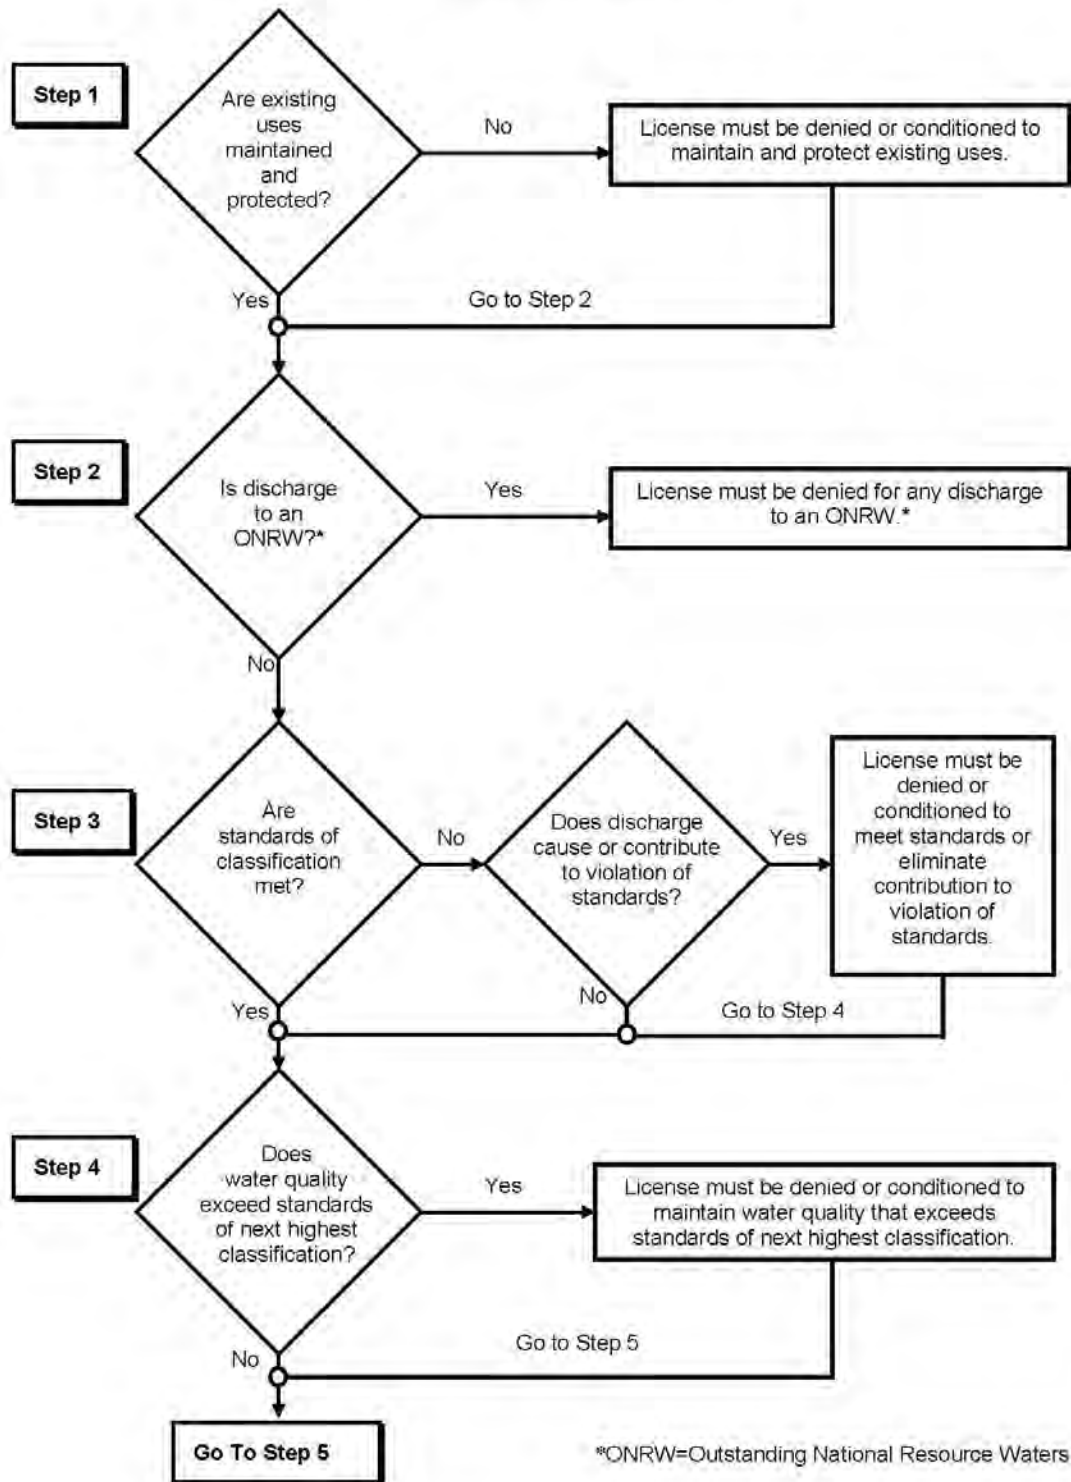 Step 1
Are existing
uses
maintained
and
protected?
No
License must be denied or conditioned to
maintain and protect existing uses.
Yes
Go to Step 2
Step 2
Is discharge
to an
ONRW?*
Yes
License must be denied for any discharge
to an ONRW.*
No
Step 3
Are
standards of
classification
met?
No
Does discharge
cause or contribute
to violation of
standards?
Yes
License must be
denied or
conditioned to
meet standards or
eliminate
contribution to
violation of
standards.
Yes
No
Go to Step 4
Step 4
Does
water quality
exceed standards
of next highest
classification?
Yes
License must be denied or conditioned to
maintain water quality that exceeds
standards of next highest classification.
No
Go to Step 5
Go To Step 5
*ONRW=Outstanding National Resource Waters